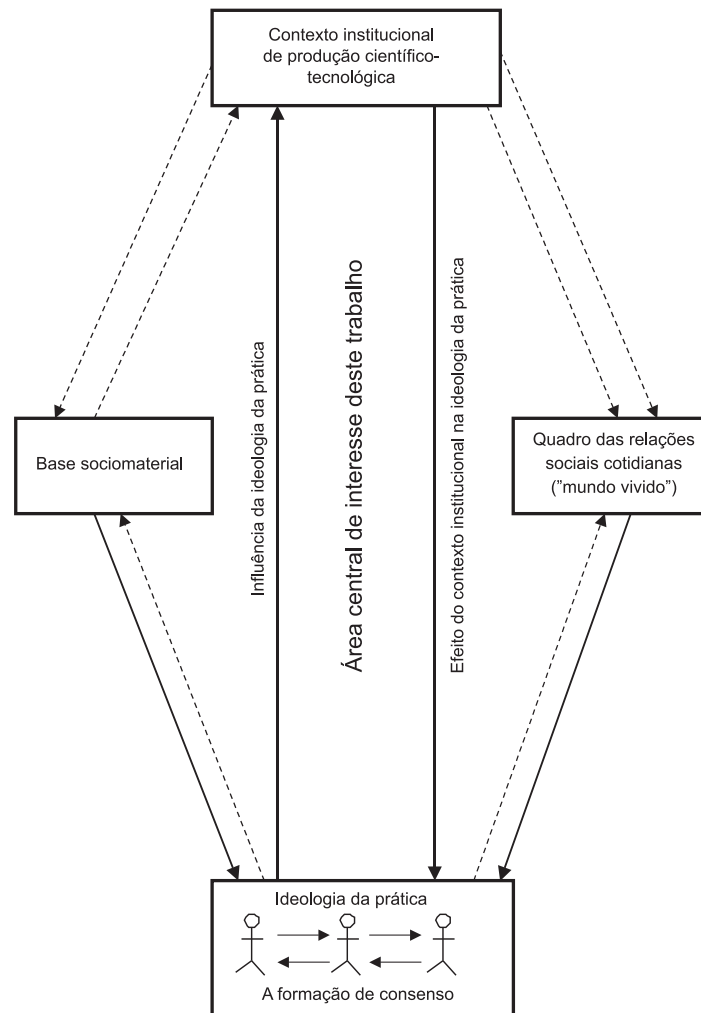 Contexto institucional
de produção científico-
tecnológica
Influência da ideologia da prática
Área central de interesse deste trabalho
Efeito do contexto institucional na ideologia da prática
Base sociomaterial
Quadro das relações
sociais cotidianas
(”mundo vivido”)
Ideologia da prática
A formação de consenso